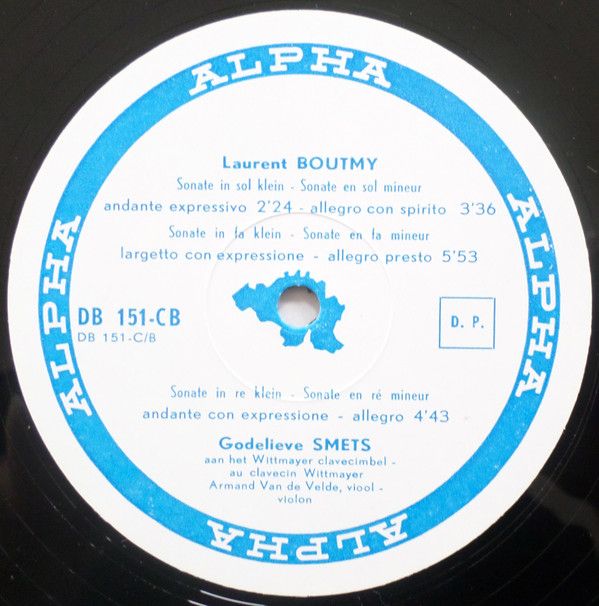 ALPHA
Laurent BOUTMY
Sonate in sol klein - Sonate en sol mineur
andante expressivo 2'24 - allegro con spirito 3'36
Sonate in fa klein - Sonate en fa mineur
largetto con expressione - allegro presto 5'53
ALPHA
ALPHA
DB 151-CB
DB 151-C/B
D. P.
Sonate in re klein - Sonate en ré mineur
andante con expressione - allegro 4'43
Godelieve SMETS
aan het Wittmayer clavecimbel -
au clavecin Wittmayer
Armand Van de Velde, viool -
violon
ALPHA